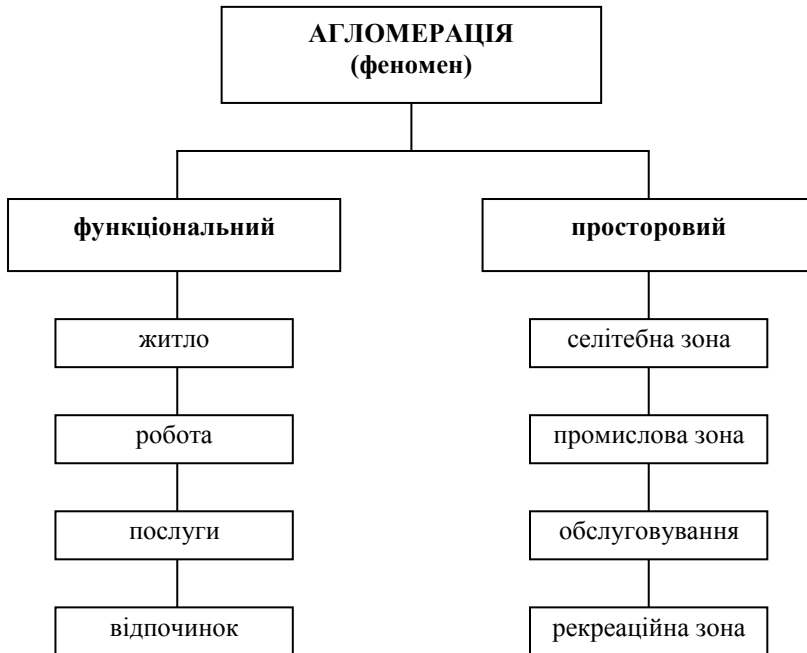 АГЛОМЕРАЦІЯ
(феномен)
функціональний
просторовий
житло
селітебна зона
робота
промислова зона
послуги
обслуговування
відпочинок
рекреаційна зона